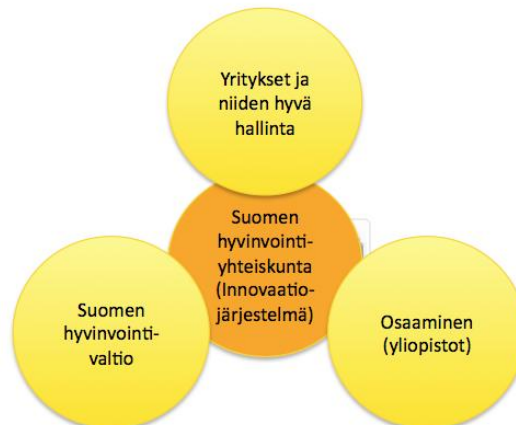 Yritykset ja
niiden hyvä
hallinta
Suomen
hyvinvointi-
yhteiskunta
(Innovaatio-
järjestelmä)
Suomen
hyvinvointi-
valtio
Osaaminen
(yliopistot)